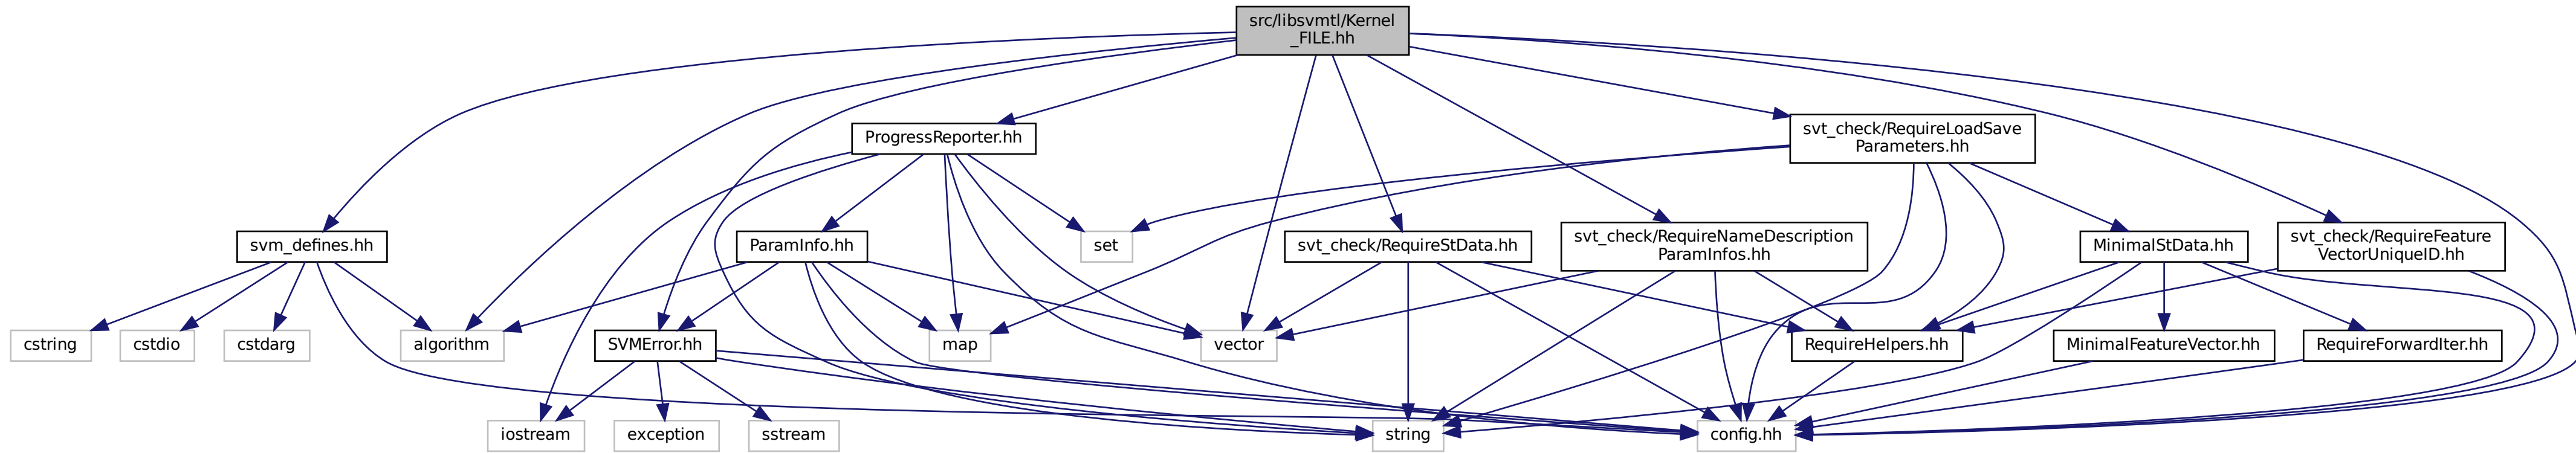 src/libsvmtl/Kernel
_FILE.hh
ProgressReporter.hh
svt_check/RequireLoadSave
Parameters.hh
svm_defines.hh
ParamInfo.hh
set
svt_check/RequireStData.hh
svt_check/RequireNameDescription
ParamInfos.hh
MinimalStData.hh
svt_check/RequireFeature
VectorUniqueID.hh
cstring
cstdio
cstdarg
algorithm
SVMError.hh
map
vector
RequireHelpers.hh
MinimalFeatureVector.hh
RequireForwardIter.hh
iostream
exception
sstream
string
config.hh